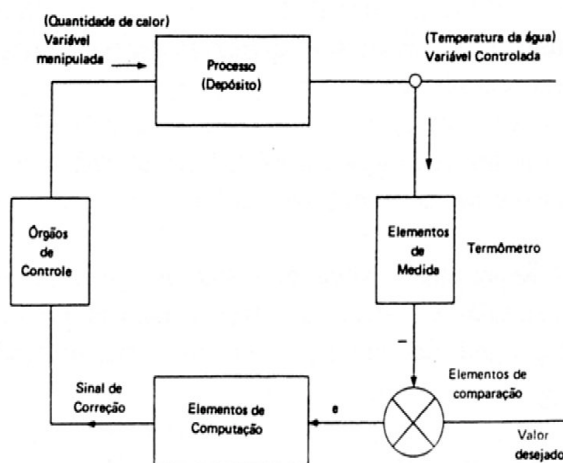 (Quantidade de calor)
Variável
manipulada
Processo
(Depósito)
(Temperatura da água)
Variável Controlada
Órgãos
de
Controle
Elementos
de
Medida
Termômetro
–
Elementos de
comparação
Sinal de
Correção
Elementos de
Computação
e
Valor
desejado